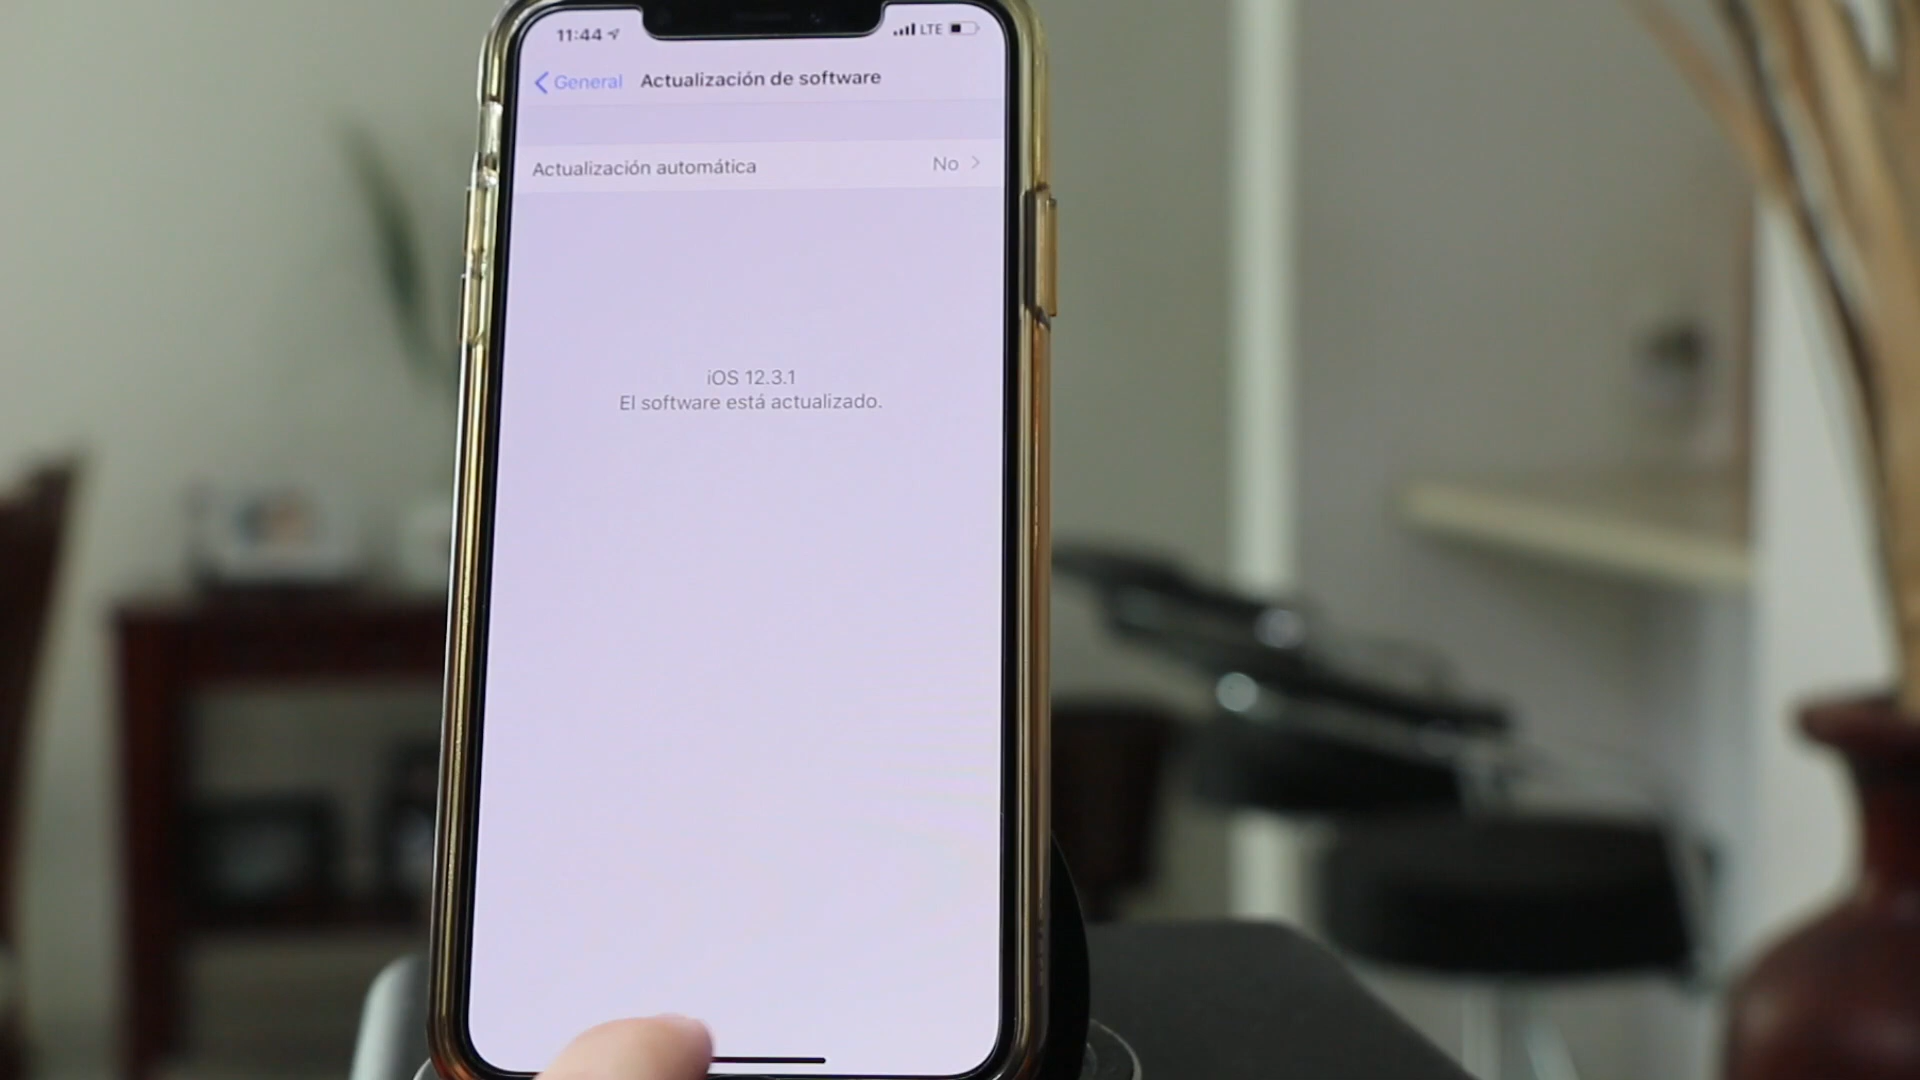 11:44
LTE
General
Actualización de software
Actualización automática
No
iOS 12.3.1
El software está actualizado.